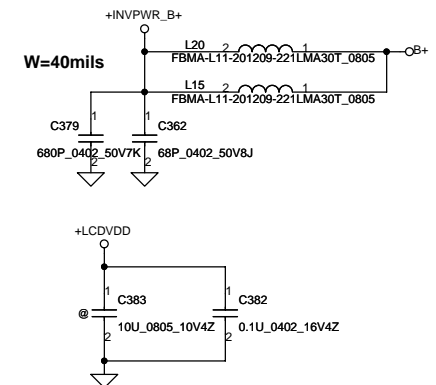 +INVPWR_B+
W=40mils
L20
2 1
FBMA-L11-201209-221LMA30T_0805
B+
L15
2 1
FBMA-L11-201209-221LMA30T_0805
1 1
C379 C362
2 2
680P_0402_50V7K 68P_0402_50V8J
+LCDVDD
1 1
C383 C382
@
10U_0805_10V4Z 0.1U_0402_16V4Z
2 2